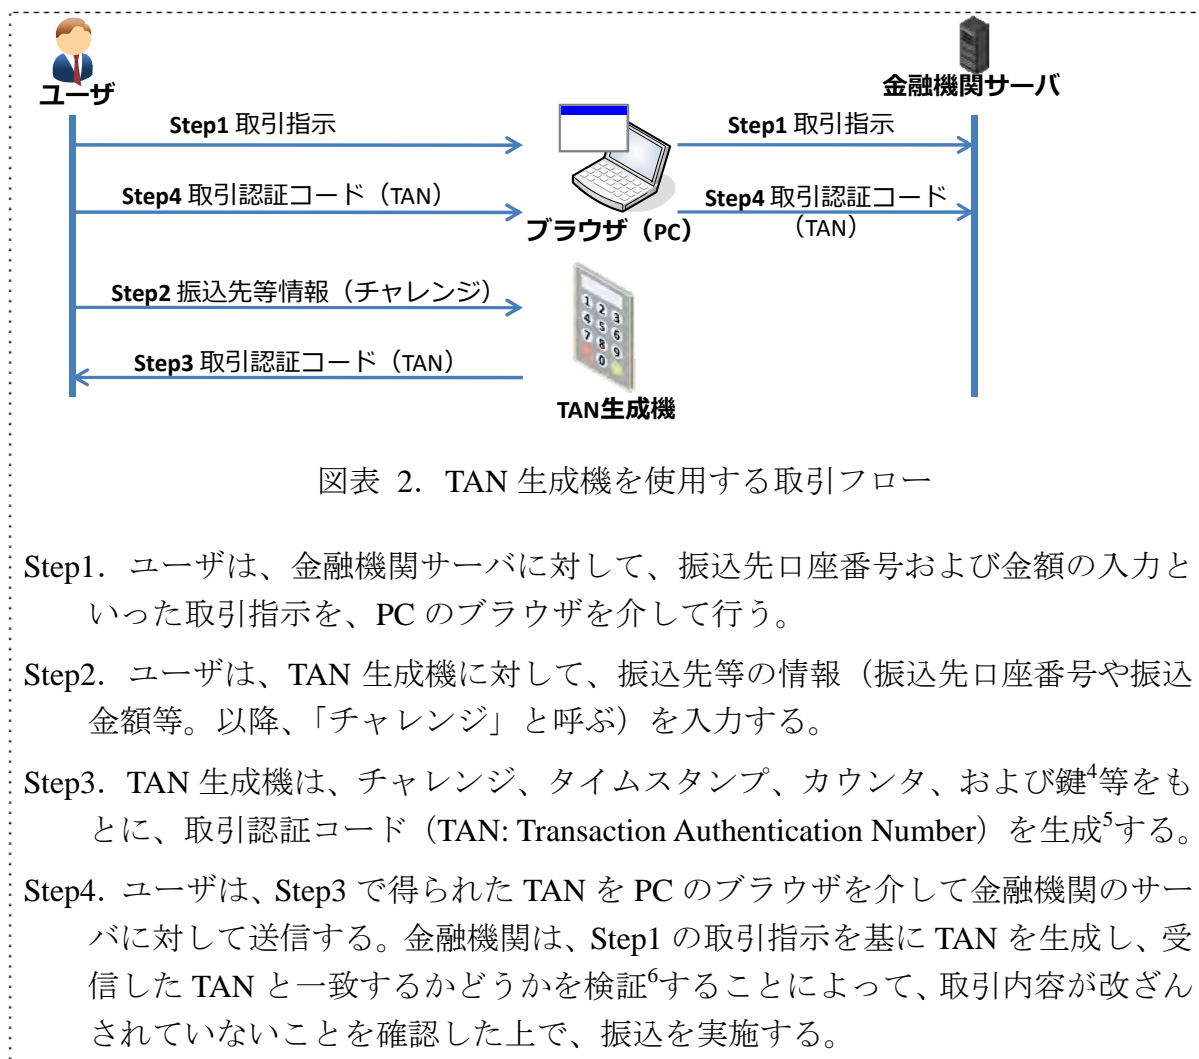 ユーザ
金融機関サーバ
Step1 取引指示
Step1 取引指示
Step4 取引認証コード（TAN）
Step4 取引認証コード
（TAN）
ブラウザ（PC）
Step2 振込先等情報（チャレンジ）
1 2 3
4 5 6
7 8 9
0
Step3 取引認証コード（TAN）
TAN生成機
図表 2．TAN 生成機を使用する取引フロー
Step1．ユーザは、金融機関サーバに対して、振込先口座番号および金額の入力と
いった取引指示を、PC のブラウザを介して行う。
Step2．ユーザは、TAN 生成機に対して、振込先等の情報（振込先口座番号や振込
金額等。以降、「チャレンジ」と呼ぶ）を入力する。
Step3．TAN 生成機は、チャレンジ、タイムスタンプ、カウンタ、および鍵4等をも
とに、取引認証コード（TAN: Transaction Authentication Number）を生成5する。
Step4．ユーザは、Step3 で得られた TAN を PC のブラウザを介して金融機関のサー
バに対して送信する。金融機関は、Step1 の取引指示を基に TAN を生成し、受
信した TAN と一致するかどうかを検証6することによって、取引内容が改ざん
されていないことを確認した上で、振込を実施する。